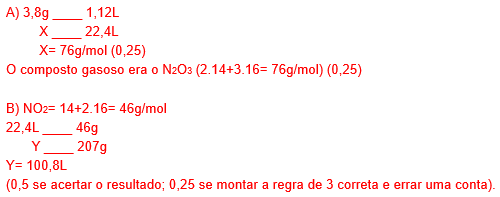 A) 3,8g ____ 1,12L
X ____ 22,4L
X= 76g/mol (0,25)
O composto gasoso era o N2O3 (2.14+3.16= 76g/mol) (0,25)
B) NO2= 14+2.16= 46g/mol
22,4L ____ 46g
Y ____ 207g
Y= 100,8L
(0,5 se acertar o resultado; 0,25 se montar a regra de 3 correta e errar uma conta).